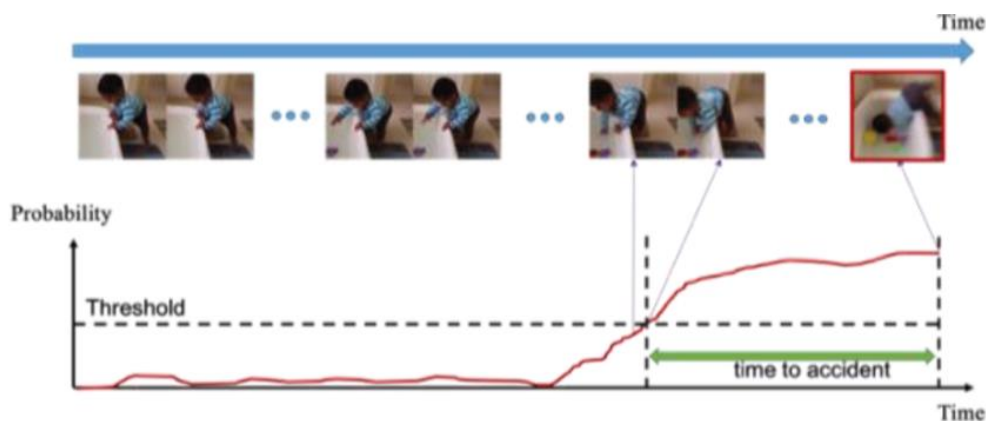 Time
Probability
Threshold
time to accident
Time